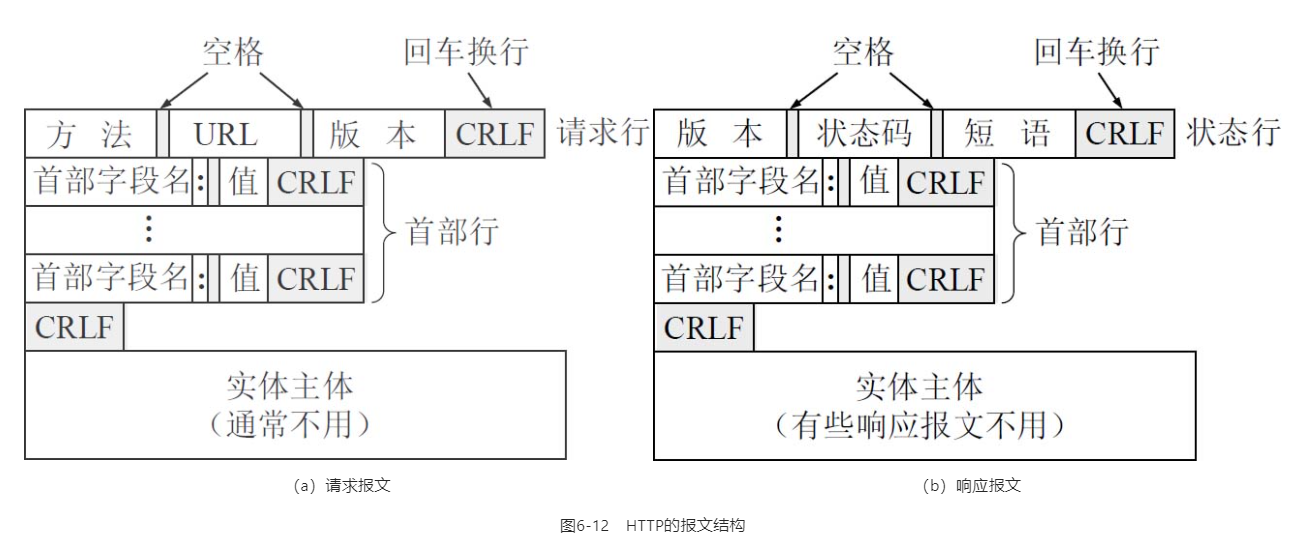 空格 回车换行
方 法 URL 版 本 CRLF 请求行
首部字段名 : 值 CRLF
⋮ 首部行
首部字段名 : 值 CRLF
CRLF
实体主体
（通常不用）
(a) 请求报文
空格 回车换行
版 本 状态码 短 语 CRLF 状态行
首部字段名 : 值 CRLF
⋮ 首部行
首部字段名 : 值 CRLF
CRLF
实体主体
（有些响应报文不用）
(b) 响应报文
图6-12 HTTP的报文结构